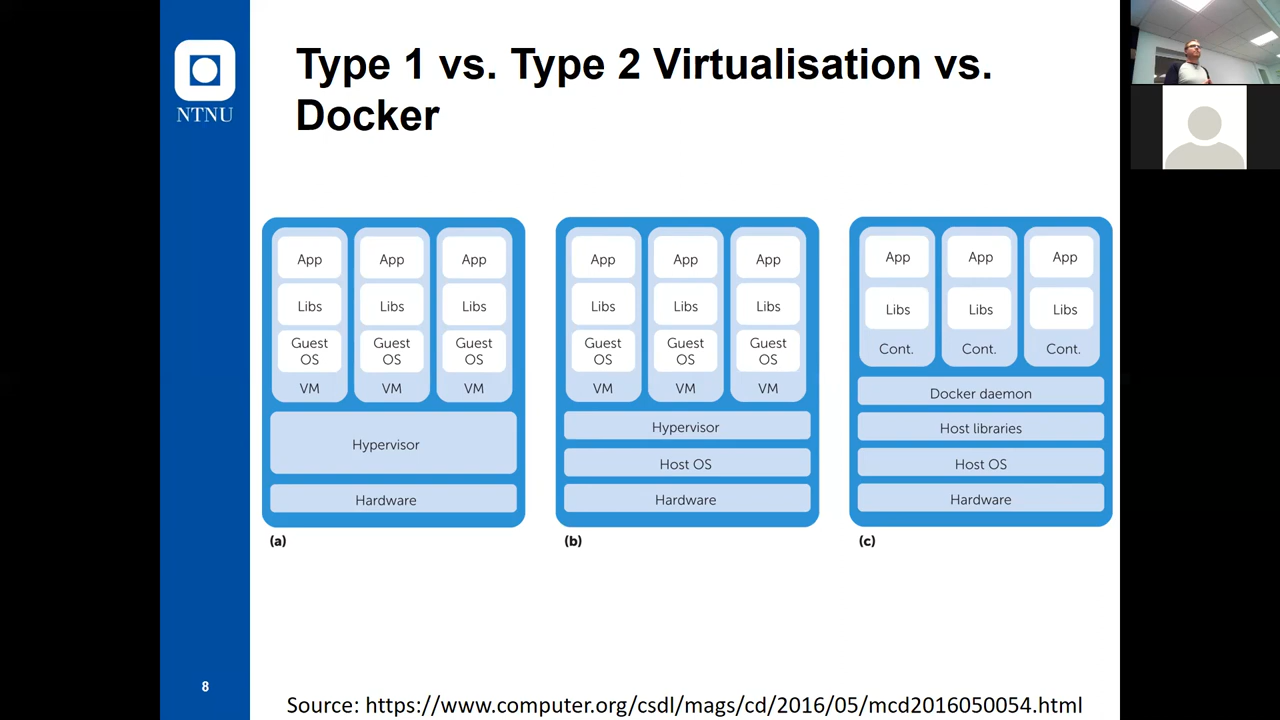 Type 1 vs. Type 2 Virtualisation vs.
Docker
NTNU
App App App
Libs Libs Libs
Guest Guest Guest
OS OS OS
VM VM VM
Hypervisor
Hardware
(a)
App App App
Libs Libs Libs
Guest Guest Guest
OS OS OS
VM VM VM
Hypervisor
Host OS
Hardware
(b)
App App App
Libs Libs Libs
Cont. Cont. Cont.
Docker daemon
Host libraries
Host OS
Hardware
(c)
8
Source: https://www.computer.org/csdl/mags/cd/2016/05/mcd2016050054.html